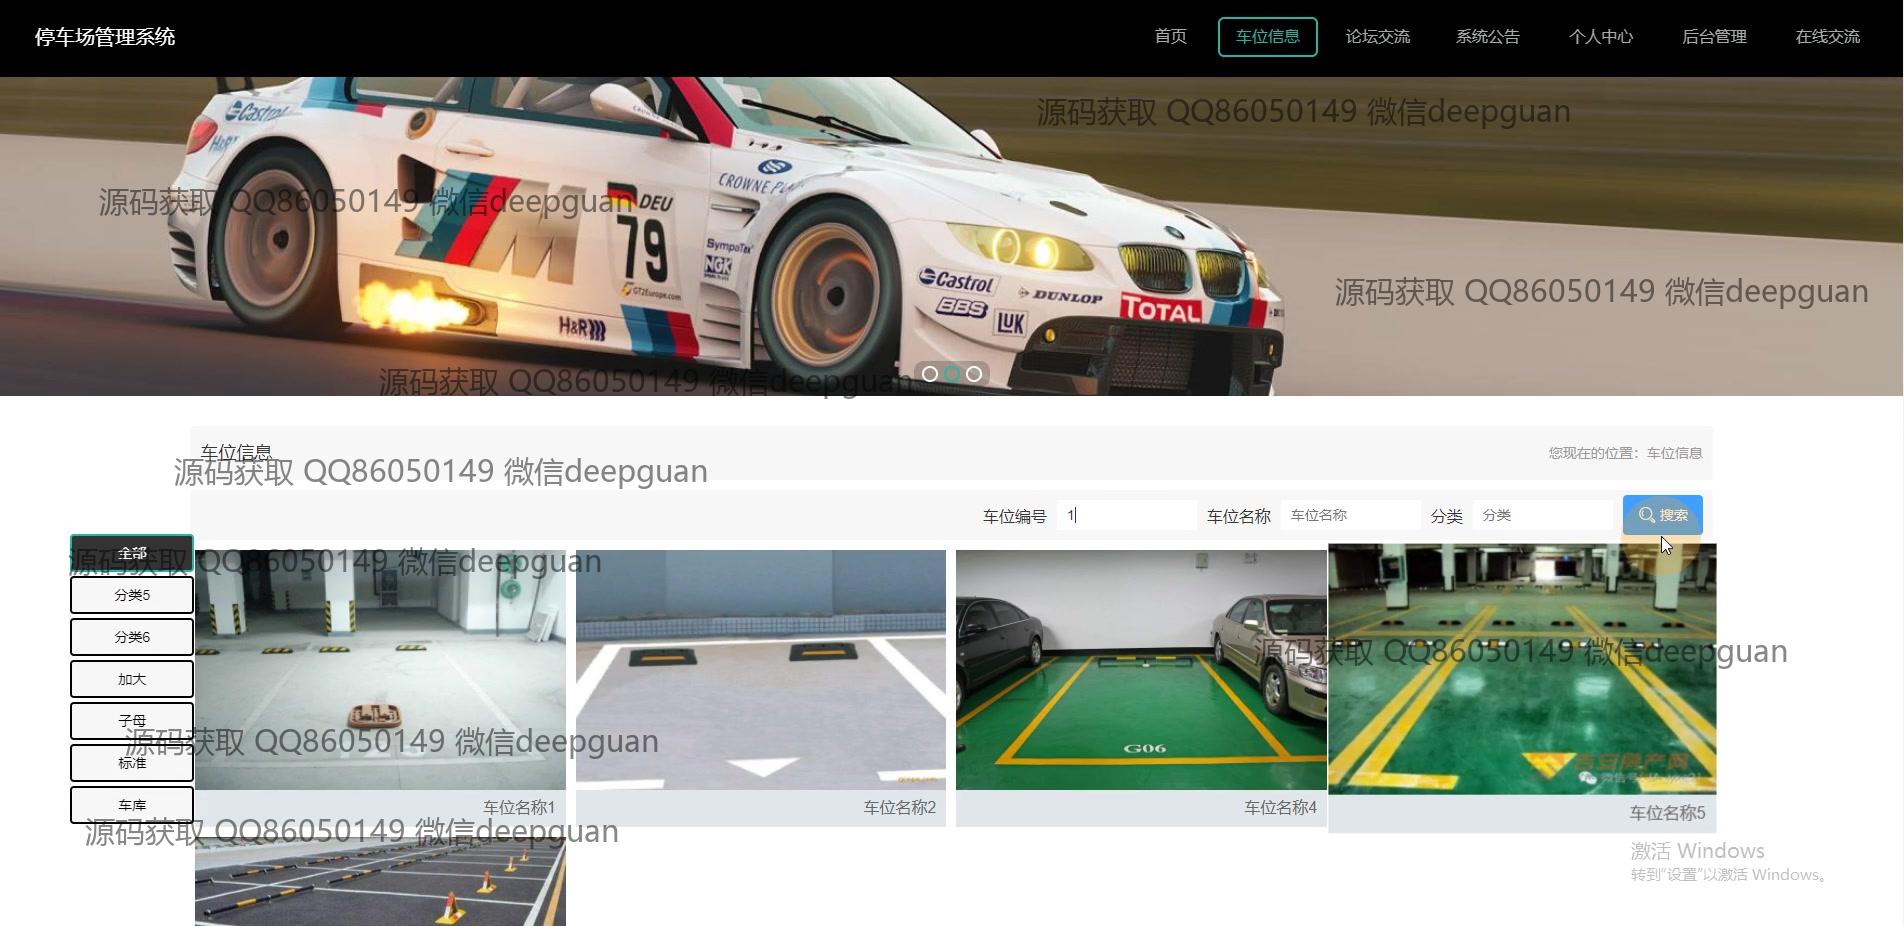 停车场管理系统
首页 车位信息 论坛交流 系统公告 个人中心 后台管理 在线交流
源码获取 QQ86050149 微信deepguan
Castrol
H&R
CROWNE PLA
源码获取 QQ86050149 微信deepguan
DEU
79
M
SympaTex
NGK
GT2Europe.com
Castrol
DUNLOP
BBS
LUK
TOTAL
源码获取 QQ86050149 微信deepguan
H&R
源码获取 QQ86050149 微信deepguan
车位信息
您现在的位置：车位信息
源码获取 QQ86050149 微信deepguan
车位编号 1 车位名称 车位名称 分类 分类 搜索
全部
源码获取 QQ86050149 微信deepguan
分类5
分类6
源码获取 QQ86050149 微信deepguan
加大
子母
源码获取 QQ86050149 微信deepguan
G06
标准
车库
车位名称1
车位名称2
车位名称4
车位名称5
源码获取 QQ86050149 微信deepguan
激活 Windows
转到"设置"以激活 Windows。